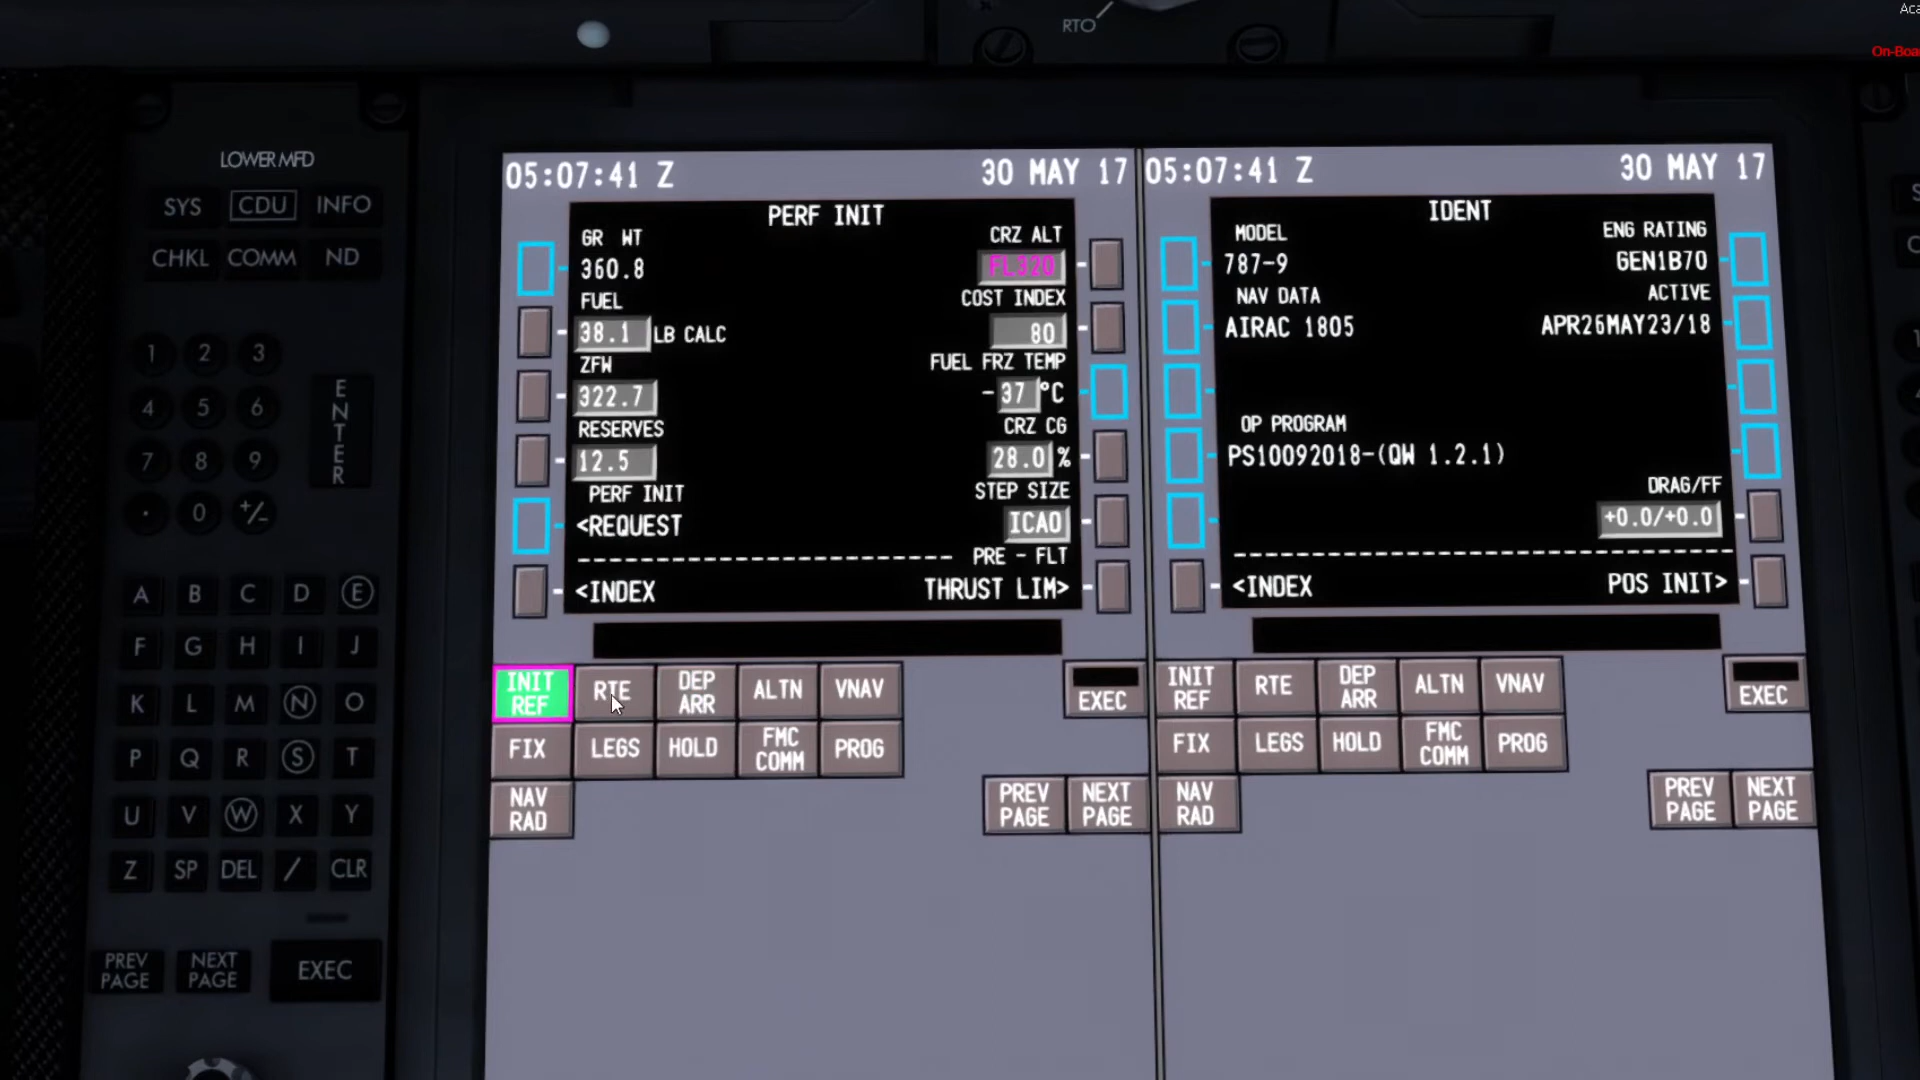 RTO
Aca
On-Boa
LOWER MFD
SYS CDU INFO
CHKL COMM ND
1 2 3
4 5 6
7 8 9
. 0 +/-
ENTER
A B C D E
F G H I J
K L M N O
P Q R S T
U V W X Y
Z SP DEL / CLR
PREV PAGE
NEXT PAGE
EXEC
05:07:41 Z 30 MAY 17
PERF INIT
GR WT CRZ ALT
360.8 FL320
FUEL COST INDEX
38.1 LB CALC 80
ZFW FUEL FRZ TEMP
322.7 -37°C
RESERVES CRZ CG
12.5 28.0%
PERF INIT STEP SIZE
<REQUEST ICAO
-------------------------- PRE - FLT
<INDEX THRUST LIM>
INIT REF
RTE
DEP ARR
ALTN
VNAV
EXEC
FIX
LEGS
HOLD
FMC COMM
PROG
NAV RAD
PREV PAGE
NEXT PAGE
05:07:41 Z 30 MAY 17
IDENT
MODEL ENG RATING
787-9 GEN1B70
NAV DATA ACTIVE
AIRAC 1805 APR26MAY23/18
OP PROGRAM
PS10092018-(QW 1.2.1)
DRAG/FF
+0.0/+0.0
<INDEX POS INIT>
INIT REF
RTE
DEP ARR
ALTN
VNAV
EXEC
FIX
LEGS
HOLD
FMC COMM
PROG
NAV RAD
PREV PAGE
NEXT PAGE